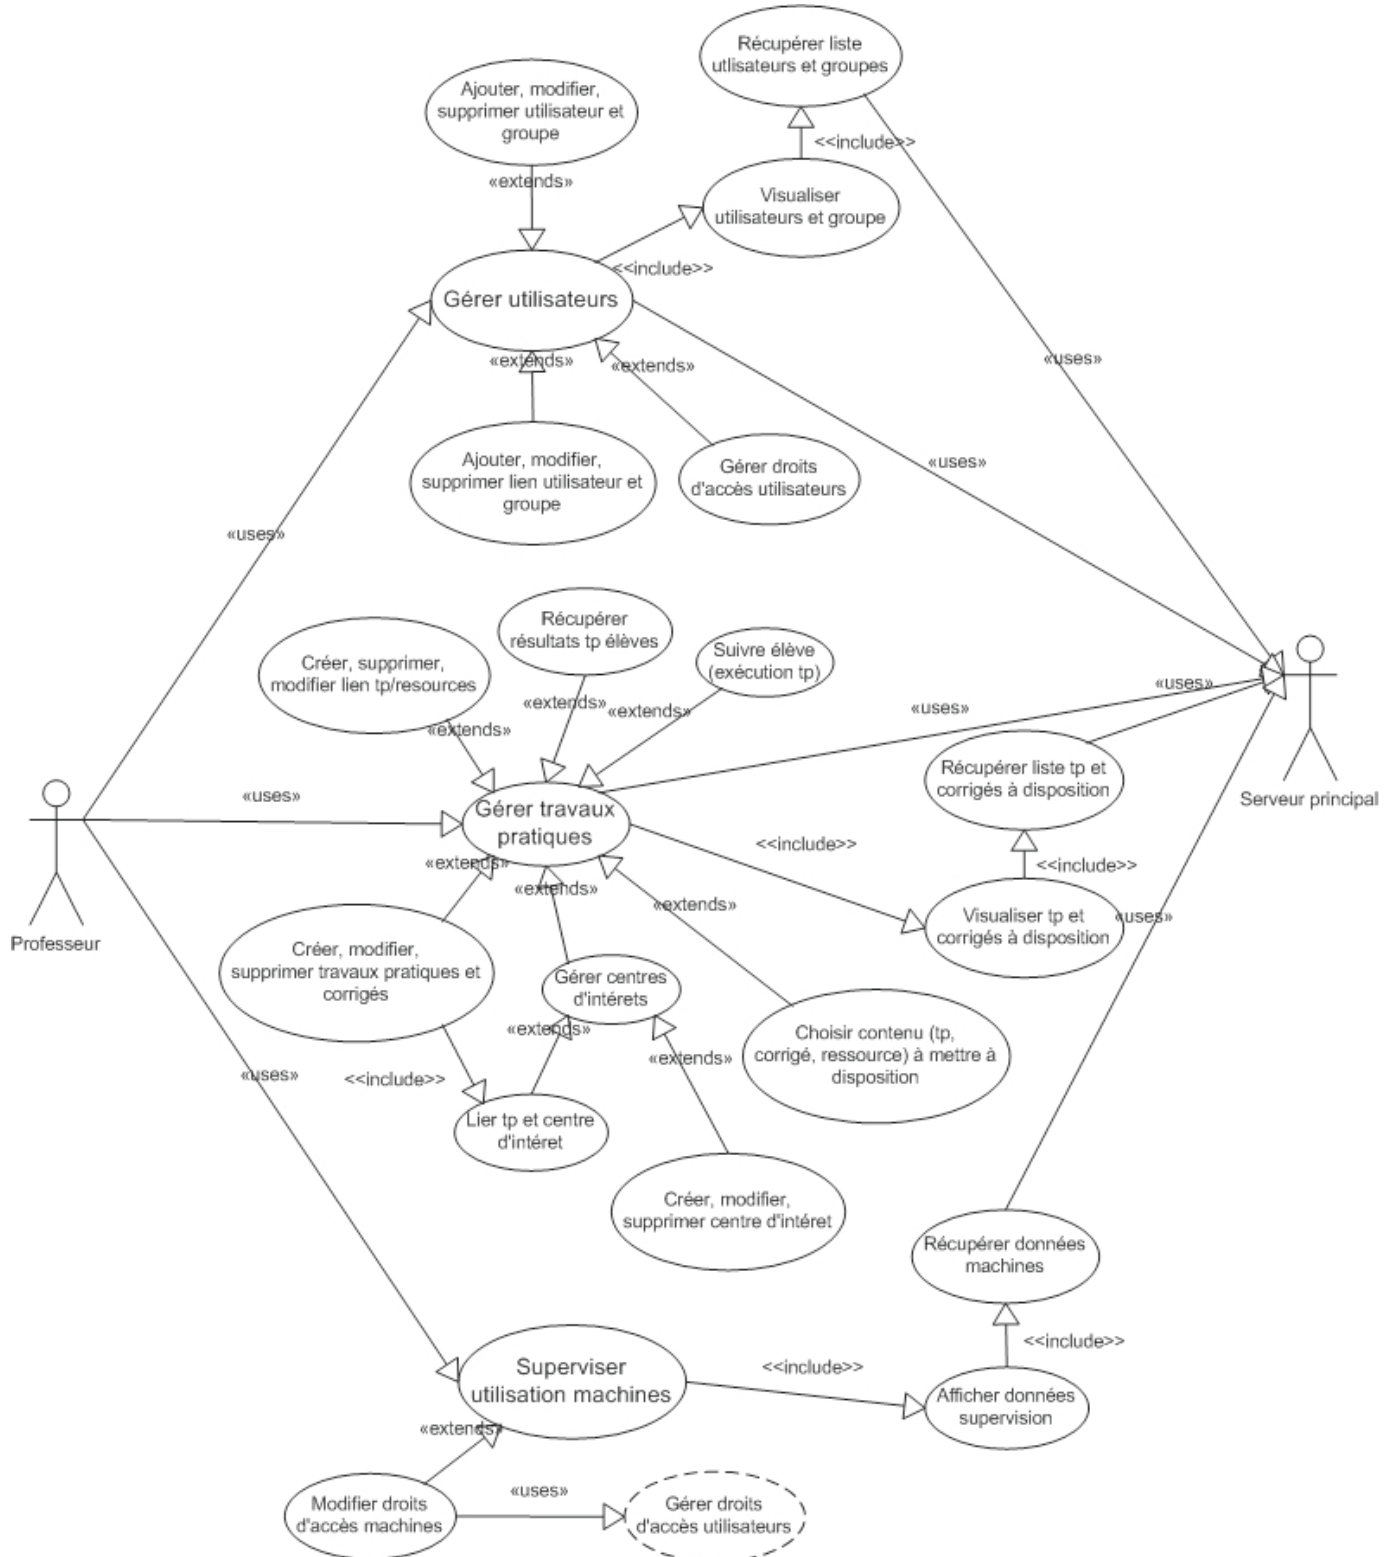 Récupérer liste
utlisateurs et groupes
Ajouter, modifier,
supprimer utilisateur et
groupe
<<include>>
«extends»
Visualiser
utilisateurs et groupe
<<include>>
Gérer utilisateurs
«extends»
«extends»
«uses»
Ajouter, modifier,
supprimer lien utilisateur et
groupe
Gérer droits
d'accès utilisateurs
«uses»
«uses»
Récupérer
résultats tp élèves
Suivre élève
(exécution tp)
Créer, supprimer,
modifier lien tp/resources
«extends»
«extends»
«extends»
«uses»
«uses»
Récupérer liste tp et
corrigés à disposition
Serveur principal
«uses»
Gérer travaux
pratiques
<<include>>
<<include>>
«extends»
«extends»
«extends»
Visualiser tp et
corrigés à disposition
«uses»
Professeur
Créer, modifier,
supprimer travaux pratiques et
corrigés
Gérer centres
d'intérets
«extends»
«extends»
Choisir contenu (tp,
corrigé, ressource) à mettre à
disposition
«uses»
<<include>>
Lier tp et centre
d'intéret
Créer, modifier,
supprimer centre d'intéret
Récupérer données
machines
<<include>>
Superviser
utilisation machines
<<include>>
Afficher données
supervision
«extends»
Modifier droits
d'accès machines
«uses»
Gérer droits
d'accès utilisateurs